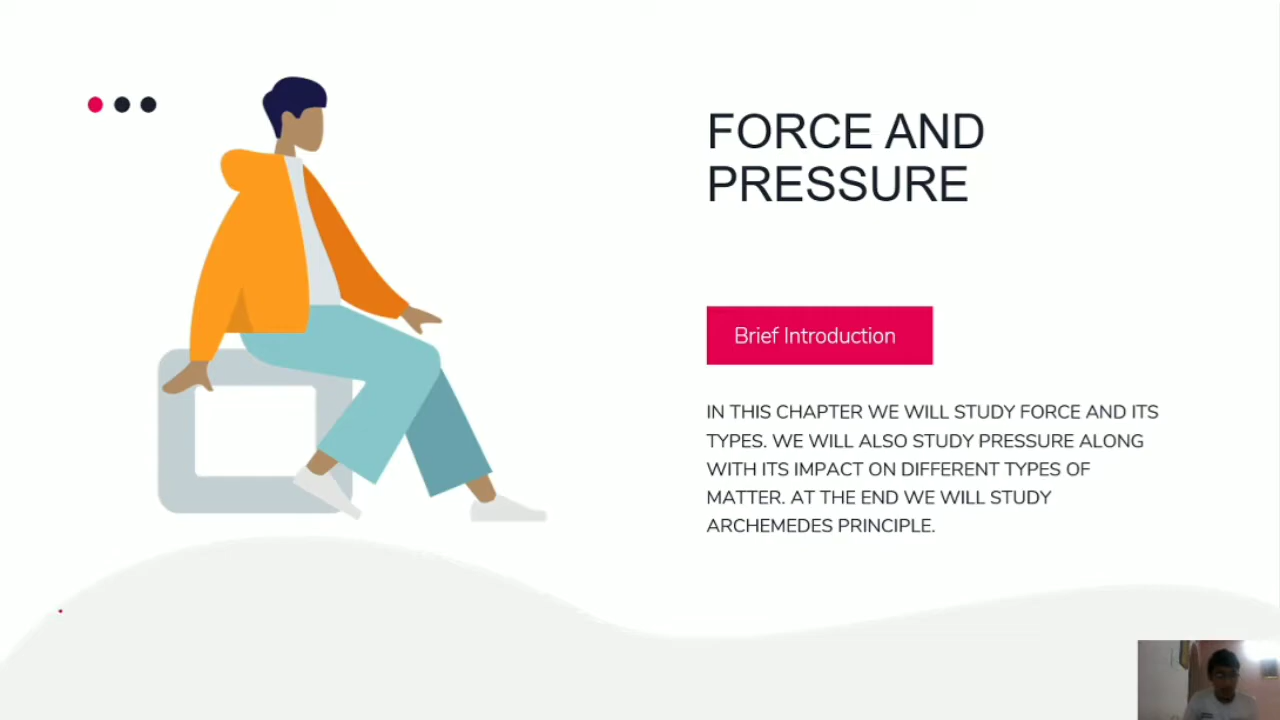 FORCE AND
PRESSURE
Brief Introduction
IN THIS CHAPTER WE WILL STUDY FORCE AND ITS
TYPES. WE WILL ALSO STUDY PRESSURE ALONG
WITH ITS IMPACT ON DIFFERENT TYPES OF
MATTER. AT THE END WE WILL STUDY
ARCHEMEDES PRINCIPLE.